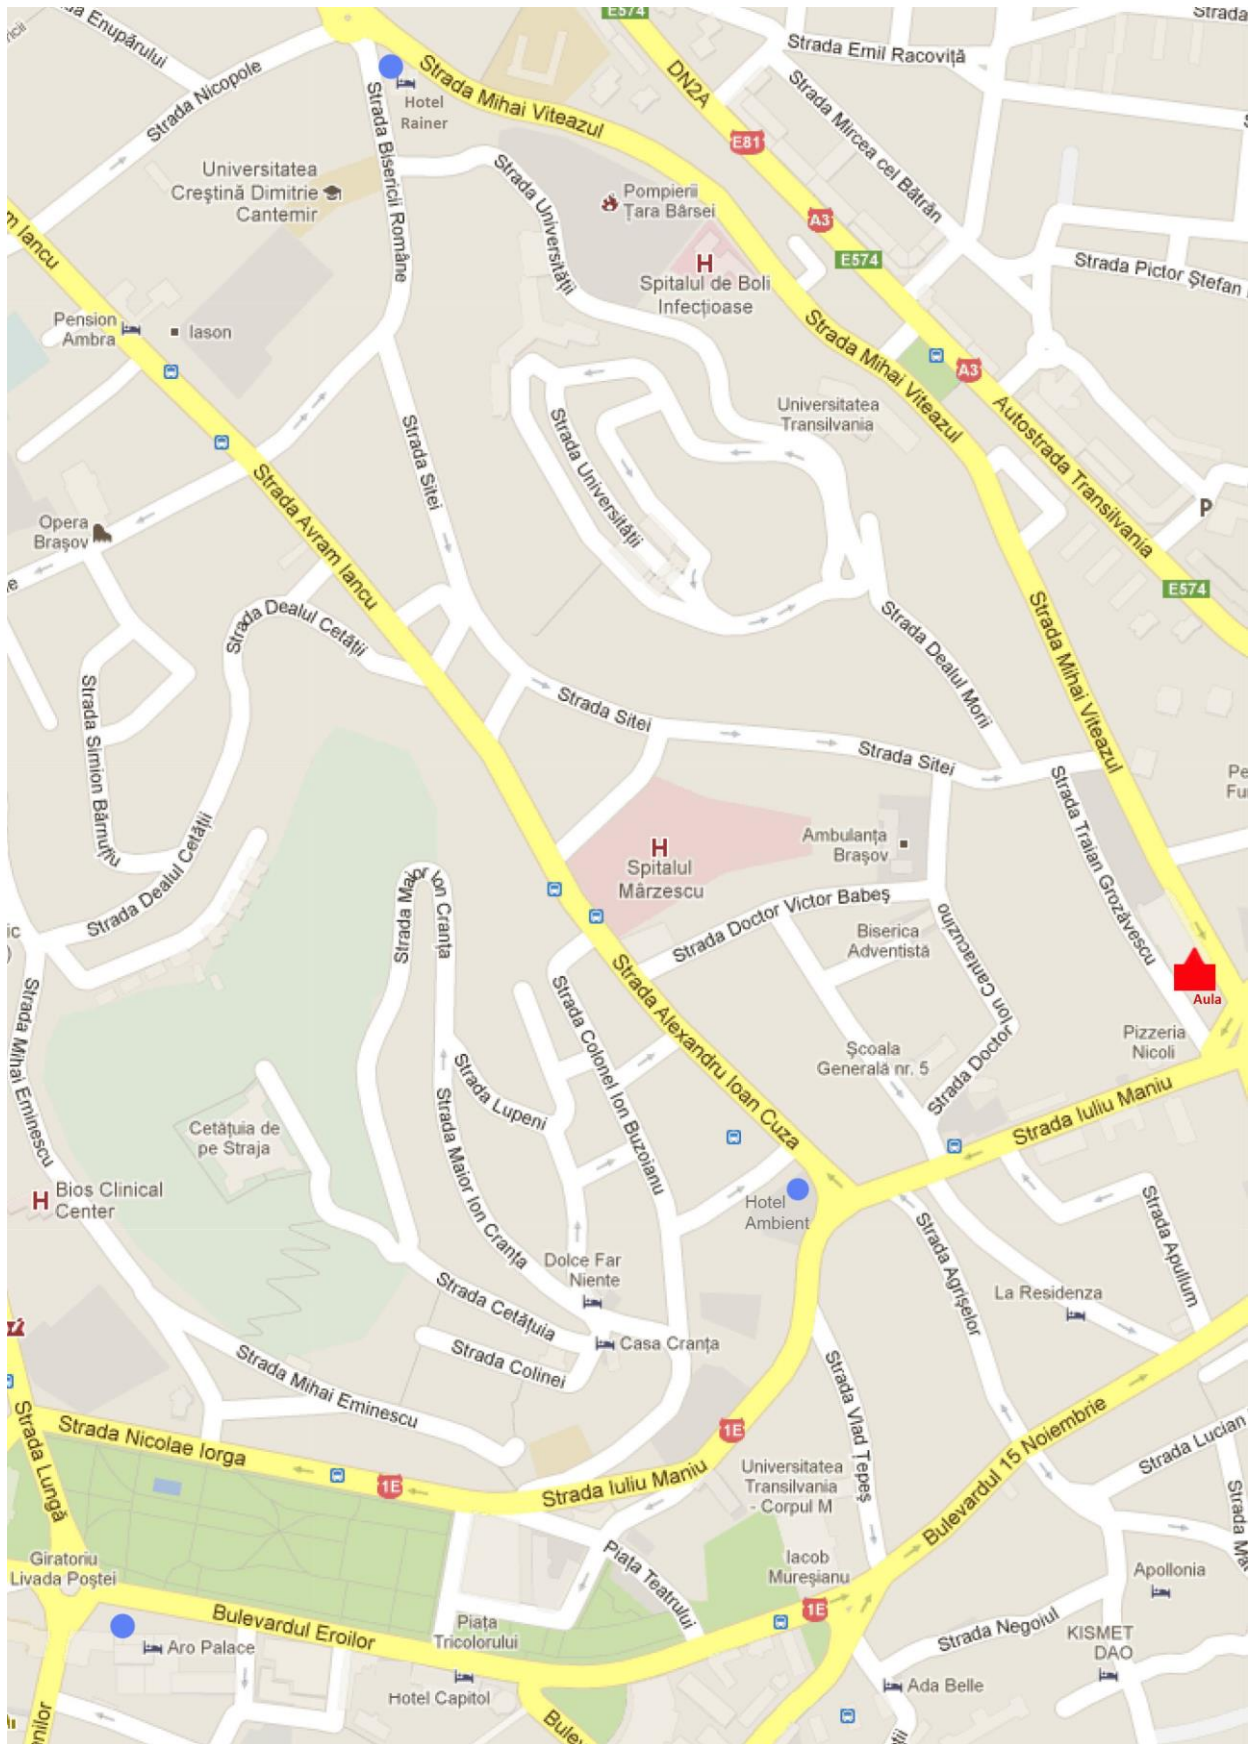 E574
Strada
Strada Emil Racoviță
Enupărului
Strada Nicopole
DN2A
Strada Mihai Viteazul
Hotel
Rainer
Strada Mircea cel Bătrân
E81
Strada Bisericii Române
Universitatea
Creștină Dimitrie
Cantemir
Strada Universității
Pompierii
Țara Bârsei
A3
E574
Strada Pictor Ștefan
H
Spitalul de Boli
Infecțioase
Iancu
Pension
Ambra
Iason
Strada Mihai Viteazul
A3
Universitatea
Transilvania
Autostrada Transilvania
Strada Sitei
Strada Universității
P
Opera
Brașov
Strada Avram Iancu
E574
Strada Dealul Cetății
Strada Dealul Morii
Strada Mihai Viteazul
Strada Simion Bărnuțiu
Strada Sitei
Strada Sitei
Strada Dealul Cetății
Strada Traian Grozăvescu
H
Spitalul
Mârzescu
Ambulanța
Brașov
Strada Maior Ion Cranța
Strada Doctor Victor Babeș
Biserica
Adventistă
Strada Doctor Ion Cantacuzino
Strada Mihai Eminescu
Strada Alexandru Ioan Cuza
Strada Colonel Ion Buzoianu
Aula
Pizzeria
Nicoli
Școala
Generală nr. 5
Strada Lupeni
Strada Iuliu Maniu
Cetățuia de
pe Straja
Strada Maior Ion Cranța
H
Bios Clinical
Center
Hotel
Ambient
Strada Agrișelor
Strada Apullum
Dolce Far
Niente
La Residenza
Strada Cetățuia
Casa Cranța
Strada Colinei
Strada Mihai Eminescu
Strada Vlad Țepeș
Strada Lungă
Strada Nicolae Iorga
1E
Strada Iuliu Maniu
1E
Bulevardul 15 Noiembrie
Strada Lucian
Universitatea
Transilvania
- Corpul M
Piața Teatrului
Giratoriu
Livada Poștei
Iacob
Mureșianu
Apollonia
Bulevardul Eroilor
Piața
Tricolorului
1E
Strada Negoiul
KISMET
DAO
Aro Palace
Hotel Capitol
Ada Belle